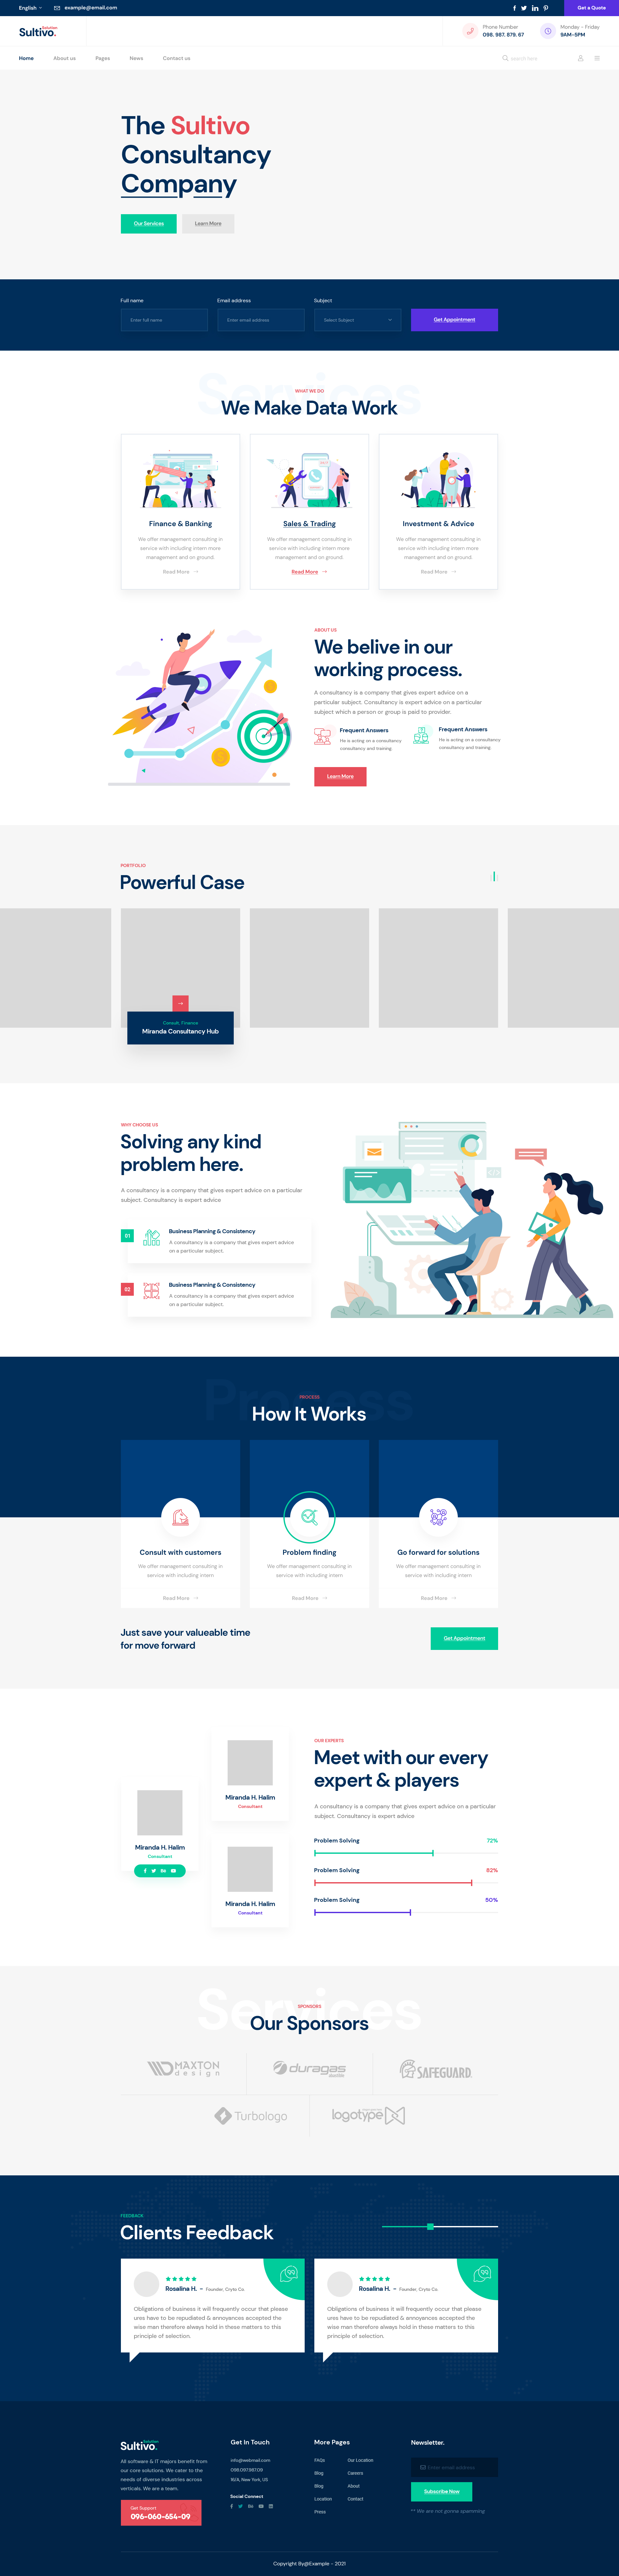 English
example@email.com
Get a Quote
Sultivo.
Solution
Phone Number
098. 987. 879. 67
Monday - Friday
9AM-5PM
Home
About us
Pages
News
Contact us
search here
The Sultivo
Consultancy
Company
Our Services
Learn More
Full name
Email address
Subject
Enter full name
Enter email address
Select Subject
Get Appointment
Services
WHAT WE DO
We Make Data Work
Finance & Banking
We offer management consulting in
service with including intern more
management and on ground.
Read More
Sales & Trading
We offer management consulting in
service with including intern more
management and on ground.
Read More
Investment & Advice
We offer management consulting in
service with including intern more
management and on ground.
Read More
ABOUT US
We belive in our
working process.
A consultancy is a company that gives expert advice on a
particular subject. Consultancy is expert advice on a particular
subject which a person or group is paid to provider.
Frequent Answers
He is acting on a consultancy
consultancy and training
Frequent Answers
He is acting on a consultancy
consultancy and training
Learn More
PORTFOLIO
Powerful Case
Consult, Finance
Miranda Consultancy Hub
WHY CHOOSE US
Solving any kind
problem here.
A consultancy is a company that gives expert advice on a particular
subject. Consultancy is expert advice
01
Business Planning & Consistency
A consultancy is a company that gives expert advice
on a particular subject.
02
Business Planning & Consistency
A consultancy is a company that gives expert advice
on a particular subject.
Process
PROCESS
How It Works
Consult with customers
We offer management consulting in
service with including intern
Read More
Problem finding
We offer management consulting in
service with including intern
Read More
Go forward for solutions
We offer management consulting in
service with including intern
Read More
Just save your valueable time
for move forward
Get Appointment
Miranda H. Halim
Consultant
Miranda H. Halim
Consultant
Miranda H. Halim
Consultant
OUR EXPERTS
Meet with our every
expert & players
A consultancy is a company that gives expert advice on a particular
subject. Consultancy is expert advice
Problem Solving
72%
Problem Solving
82%
Problem Solving
50%
Services
SPONSORS
Our Sponsors
MAXTON
design
duragas
SAFEGUARD.
Turbologo
logotype
FEEDBACK
Clients Feedback
Rosalina H. - Founder, Cryto Co.
Obligations of business it will frequently occur that please
ures have to be repudiated & annoyances accepted the
wise man therefore always hold in these matters to this
principle of selection.
Rosalina H. - Founder, Cryto Co.
Obligations of business it will frequently occur that please
ures have to be repudiated & annoyances accepted the
wise man therefore always hold in these matters to this
principle of selection.
Sultivo.
Solution
All software & IT majors benefit from
our core solutions. We cater to the
needs of diverse industries across
verticals. We are a team.
Get Support
096-060-654-09
Get In Touch
info@webmail.com
098.097.997.09
16/A, New York, US
Social Connect
More Pages
FAQs
Blog
Blog
Location
Press
Our Location
Careers
About
Contact
Newsletter.
Enter email address
Subscribe Now
** We are not gonna spamming
Copyright By@Example - 2021